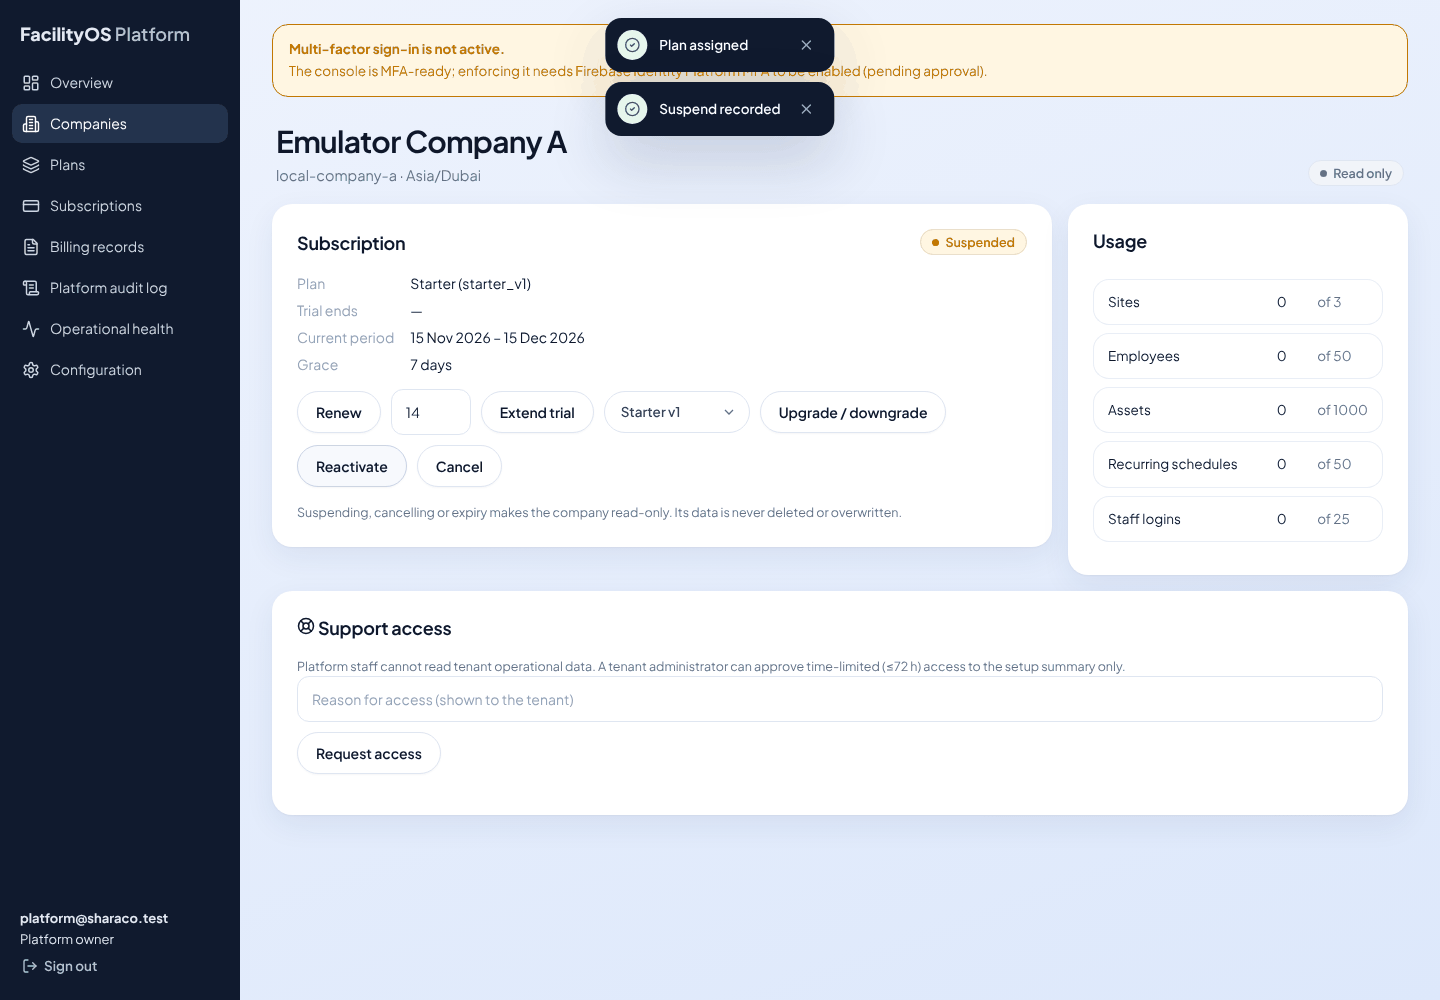 FacilityOS Platform
Overview
Companies
Plans
Subscriptions
Billing records
Platform audit log
Operational health
Configuration
platform@sharaco.test
Platform owner
Sign out
Multi-factor sign-in is not active.
The console is MFA-ready; enforcing it needs Firebase Identity Platform MFA to be enabled (pending approval).
Plan assigned
Suspend recorded
Emulator Company A
local-company-a · Asia/Dubai
Read only
Subscription
Suspended
Plan Starter (starter_v1)
Trial ends —
Current period 15 Nov 2026 – 15 Dec 2026
Grace 7 days
Renew 14 Extend trial Starter v1 Upgrade / downgrade
Reactivate Cancel
Suspending, cancelling or expiry makes the company read-only. Its data is never deleted or overwritten.
Usage
Sites 0 of 3
Employees 0 of 50
Assets 0 of 1000
Recurring schedules 0 of 50
Staff logins 0 of 25
Support access
Platform staff cannot read tenant operational data. A tenant administrator can approve time-limited (≤72 h) access to the setup summary only.
Reason for access (shown to the tenant)
Request access